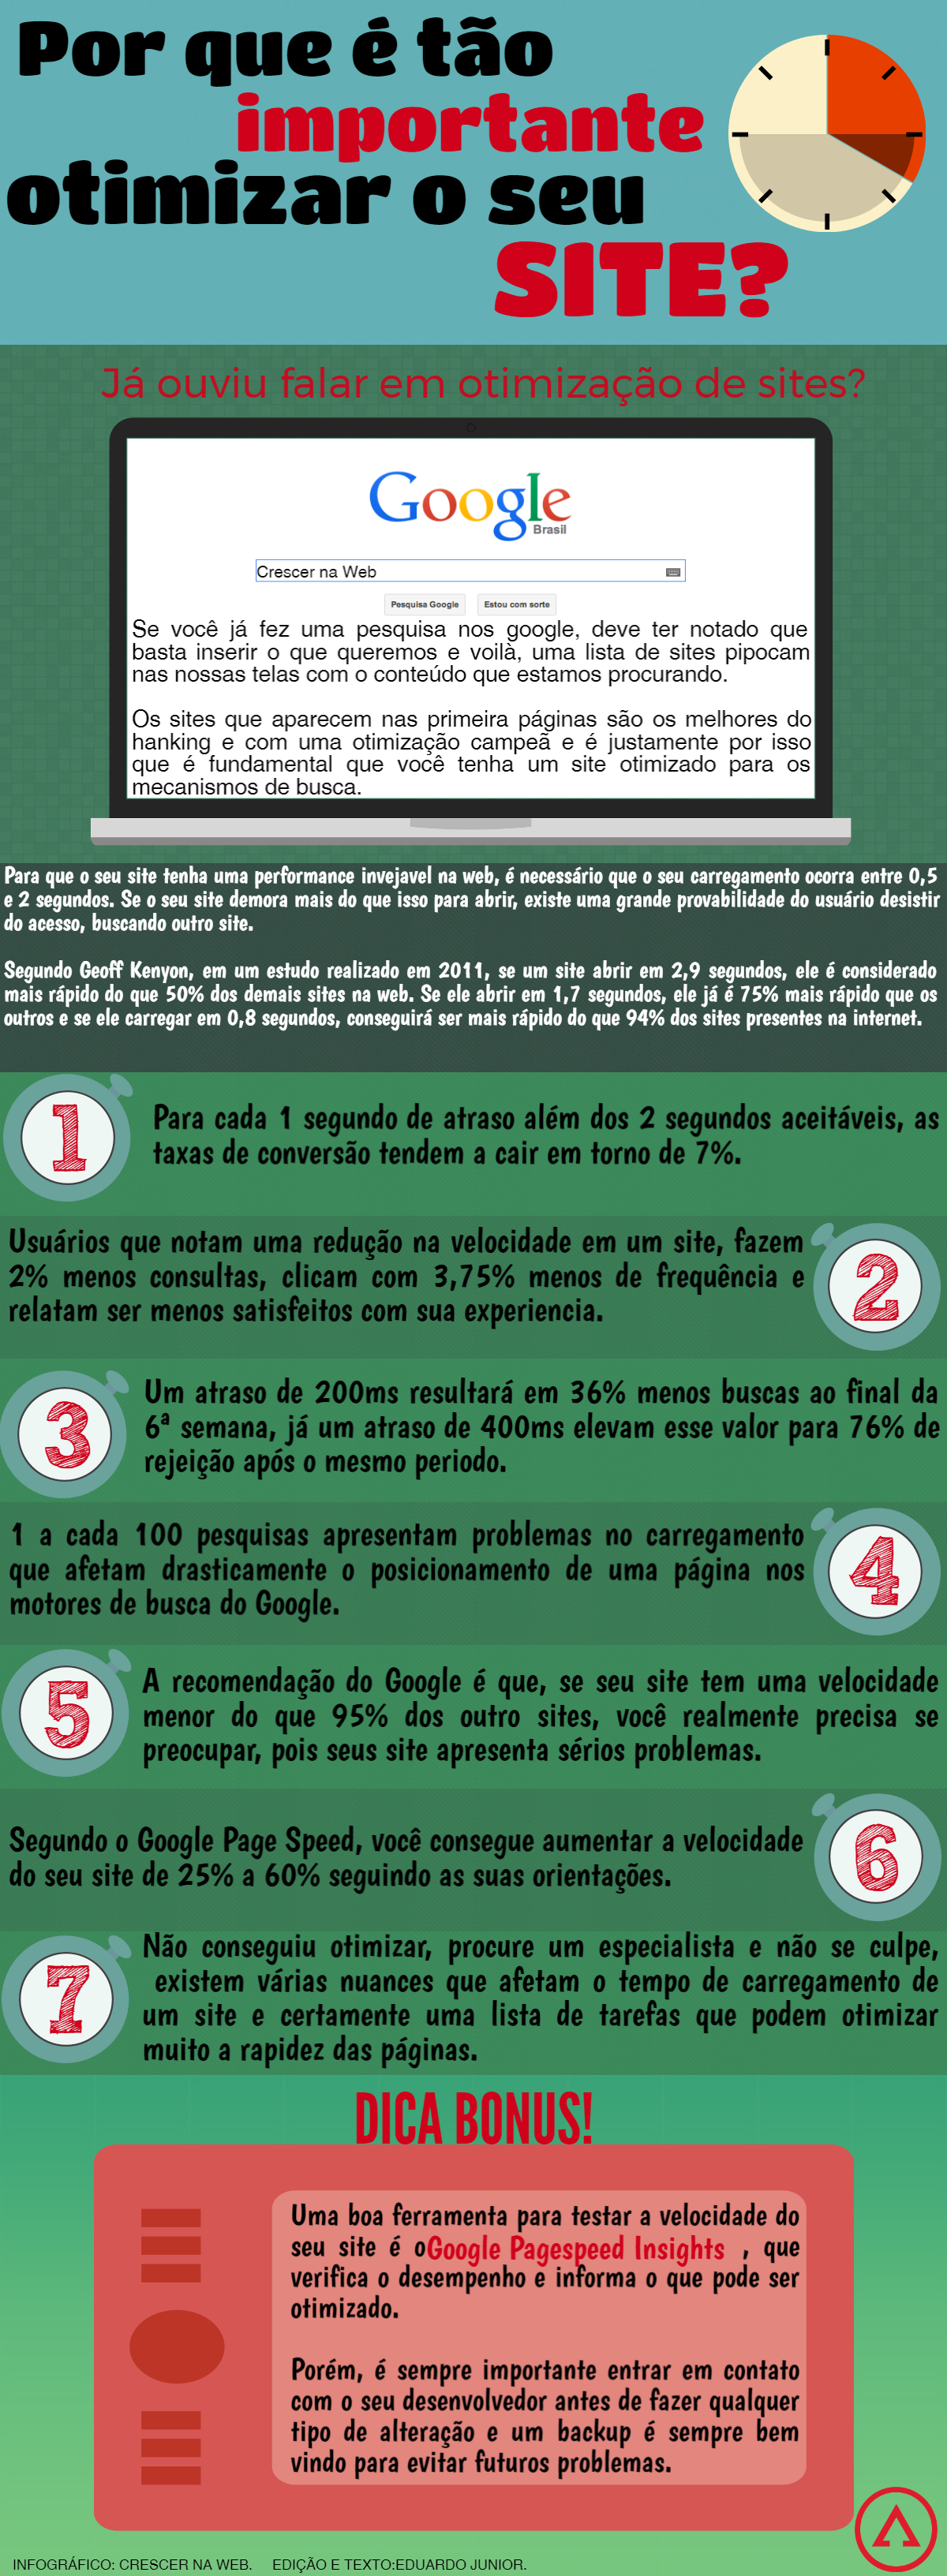 Por que é tão
importante
otimizar o seu
SITE?
Já ouviu falar em otimização de sites?
Google
Brasil
Crescer na Web
Pesquisa Google Estou com sorte
Se você já fez uma pesquisa nos google, deve ter notado que
basta inserir o que queremos e voilà, uma lista de sites pipocam
nas nossas telas com o conteúdo que estamos procurando.
Os sites que aparecem nas primeira páginas são os melhores do
hanking e com uma otimização campeã e é justamente por isso
que é fundamental que você tenha um site otimizado para os
mecanismos de busca.
Para que o seu site tenha uma performance invejavel na web, é necessário que o seu carregamento ocorra entre 0,5
e 2 segundos. Se o seu site demora mais do que isso para abrir, existe uma grande provabilidade do usuário desistir
do acesso, buscando outro site.
Segundo Geoff Kenyon, em um estudo realizado em 2011, se um site abrir em 2,9 segundos, ele é considerado
mais rápido do que 50% dos demais sites na web. Se ele abrir em 1,7 segundos, ele já é 75% mais rápido que os
outros e se ele carregar em 0,8 segundos, conseguirá ser mais rápido do que 94% dos sites presentes na internet.
1
Para cada 1 segundo de atraso além dos 2 segundos aceitáveis, as
taxas de conversão tendem a cair em torno de 7%.
Usuários que notam uma redução na velocidade em um site, fazem
2% menos consultas, clicam com 3,75% menos de frequência e
relatam ser menos satisfeitos com sua experiencia.
2
3
Um atraso de 200ms resultará em 36% menos buscas ao final da
6ª semana, já um atraso de 400ms elevam esse valor para 76% de
rejeição após o mesmo periodo.
1 a cada 100 pesquisas apresentam problemas no carregamento
que afetam drasticamente o posicionamento de uma página nos
motores de busca do Google.
4
5
A recomendação do Google é que, se seu site tem uma velocidade
menor do que 95% dos outro sites, você realmente precisa se
preocupar, pois seus site apresenta sérios problemas.
Segundo o Google Page Speed, você consegue aumentar a velocidade
do seu site de 25% a 60% seguindo as suas orientações.
6
7
Não conseguiu otimizar, procure um especialista e não se culpe,
existem várias nuances que afetam o tempo de carregamento de
um site e certamente uma lista de tarefas que podem otimizar
muito a rapidez das páginas.
DICA BONUS!
Uma boa ferramenta para testar a velocidade do
seu site é oGoogle Pagespeed Insights , que
verifica o desempenho e informa o que pode ser
otimizado.
Porém, é sempre importante entrar em contato
com o seu desenvolvedor antes de fazer qualquer
tipo de alteração e um backup é sempre bem
vindo para evitar futuros problemas.
INFOGRÁFICO: CRESCER NA WEB. EDIÇÃO E TEXTO:EDUARDO JUNIOR.